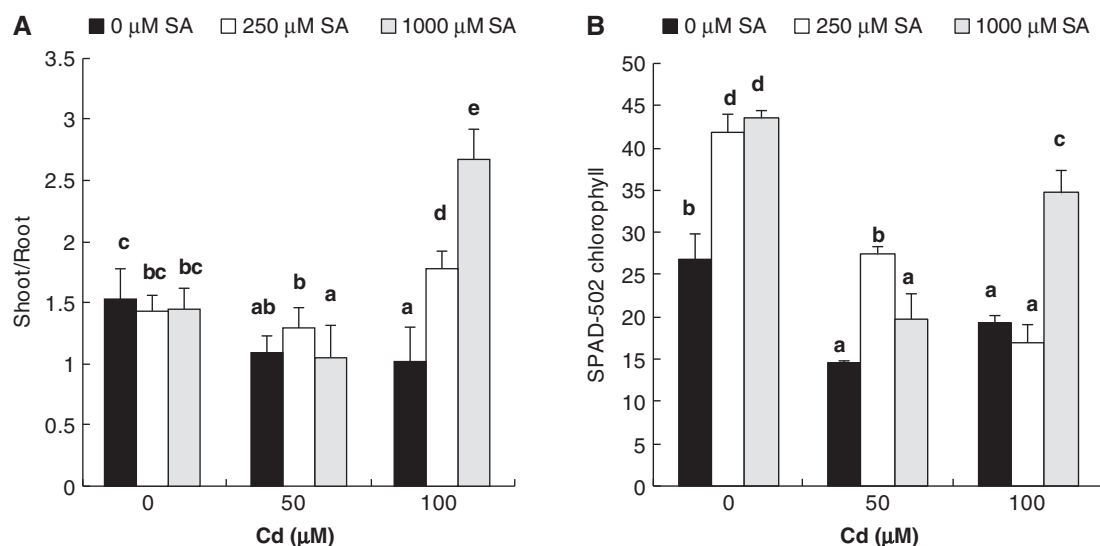 A
0 µM SA 250 µM SA 1000 µM SA
3.5
3
2.5
2
1.5
1
0.5
0
Shoot/Root
c bc bc
ab b a
a d e
0 50 100
Cd (µM)
B
0 µM SA 250 µM SA 1000 µM SA
50
45
40
35
30
25
20
15
10
5
0
SPAD-502 chlorophyll
b d d
a b a
a a c
0 50 100
Cd (µM)